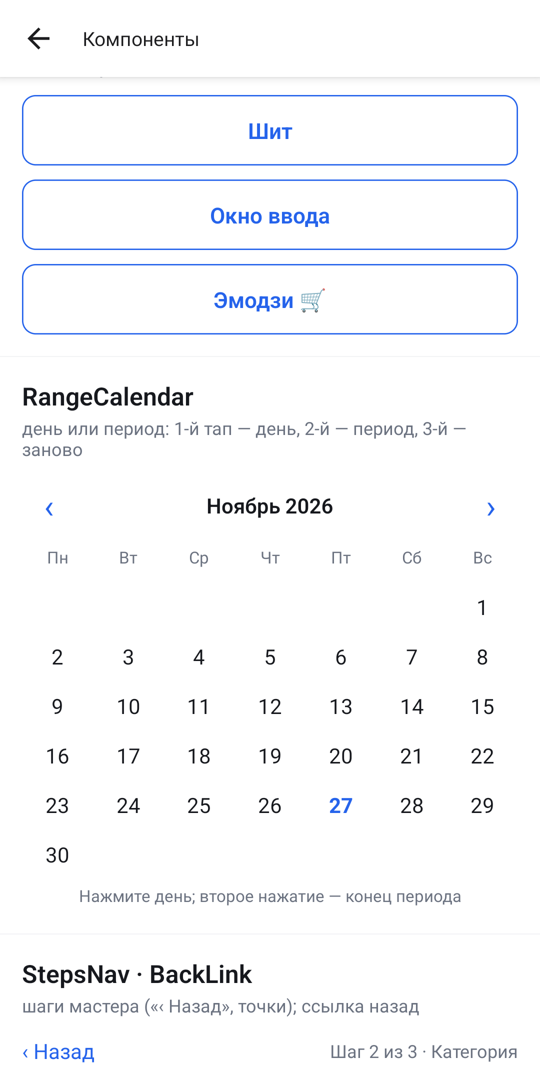 Компоненты
Шит
Окно ввода
Эмодзи 🛒
RangeCalendar
день или период: 1-й тап — день, 2-й — период, 3-й —
заново
‹ Ноябрь 2026 ›
Пн Вт Ср Чт Пт Сб Вс
1
2 3 4 5 6 7 8
9 10 11 12 13 14 15
16 17 18 19 20 21 22
23 24 25 26 27 28 29
30
Нажмите день; второе нажатие — конец периода
StepsNav · BackLink
шаги мастера («‹ Назад», точки); ссылка назад
‹ Назад Шаг 2 из 3 · Категория